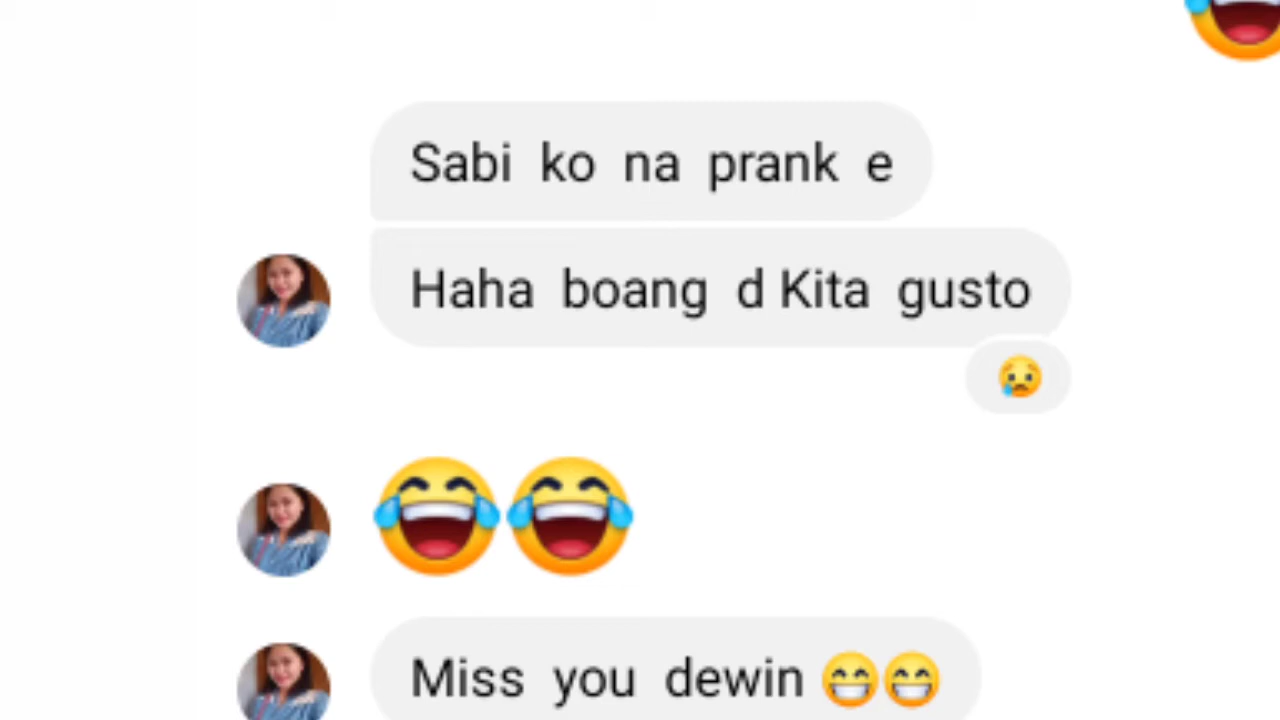 Sabi ko na prank e
Haha boang d Kita gusto
😢
😂😂
Miss you dewin 😁😁